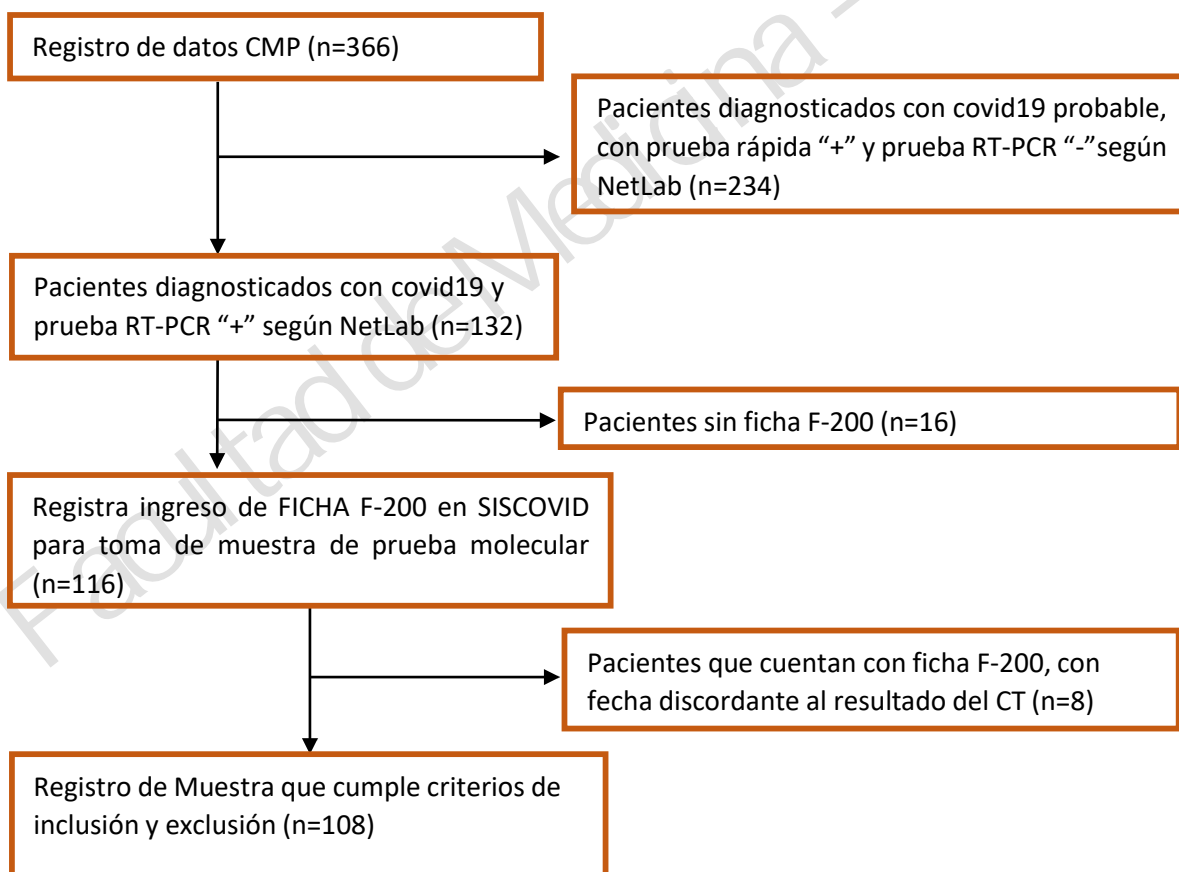 Registro de datos CMP (n=366)
Pacientes diagnosticados con covid19 probable,
con prueba rápida “+” y prueba RT-PCR “-”según
NetLab (n=234)
Pacientes diagnosticados con covid19 y
prueba RT-PCR “+” según NetLab (n=132)
Pacientes sin ficha F-200 (n=16)
Registra ingreso de FICHA F-200 en SISCOVID
para toma de muestra de prueba molecular
(n=116)
Pacientes que cuentan con ficha F-200, con
fecha discordante al resultado del CT (n=8)
Registro de Muestra que cumple criterios de
inclusión y exclusión (n=108)
Facultad de Medicina -